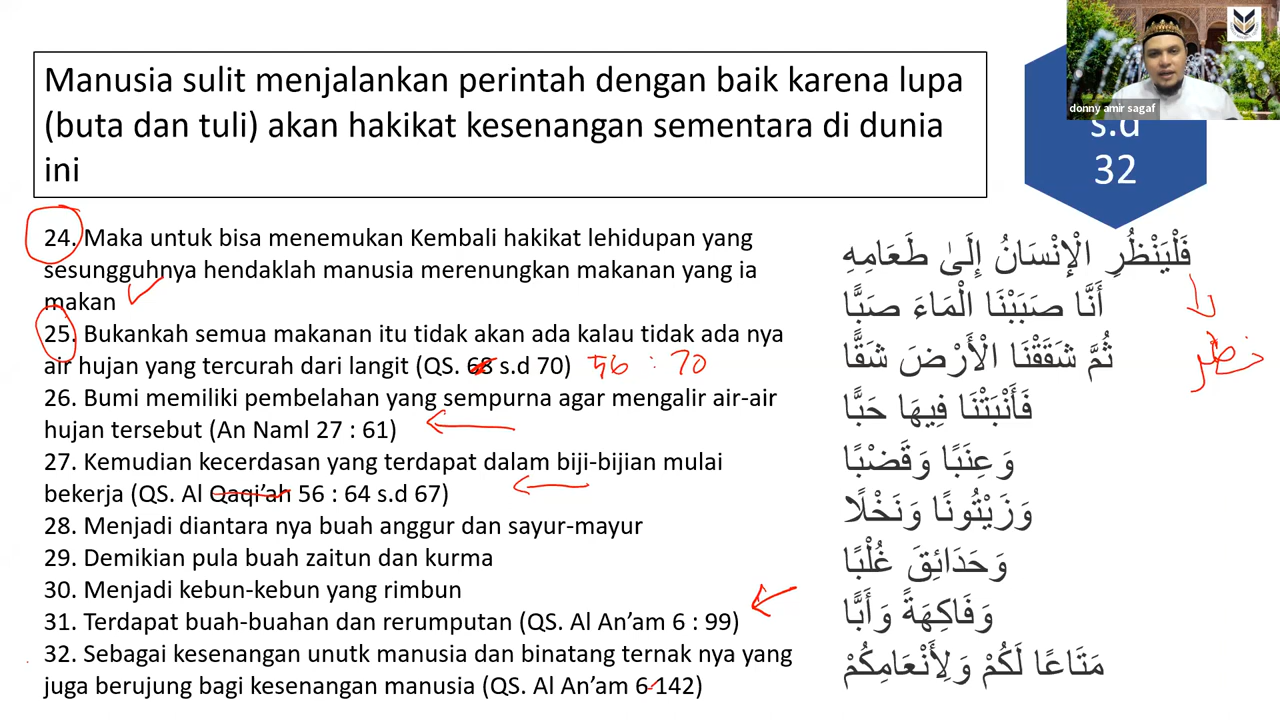 Manusia sulit menjalankan perintah dengan baik karena lupa
(buta dan tuli) akan hakikat kesenangan sementara di dunia
ini
donny amir sagaf
s.d
32
24. Maka untuk bisa menemukan Kembali hakikat lehidupan yang
sesungguhnya hendaklah manusia merenungkan makanan yang ia
makan
25. Bukankah semua makanan itu tidak akan ada kalau tidak ada nya
air hujan yang tercurah dari langit (QS. 68 s.d 70) 56 : 70
26. Bumi memiliki pembelahan yang sempurna agar mengalir air-air
hujan tersebut (An Naml 27 : 61)
27. Kemudian kecerdasan yang terdapat dalam biji-bijian mulai
bekerja (QS. Al Qaqi’ah 56 : 64 s.d 67)
28. Menjadi diantara nya buah anggur dan sayur-mayur
29. Demikian pula buah zaitun dan kurma
30. Menjadi kebun-kebun yang rimbun
31. Terdapat buah-buahan dan rerumputan (QS. Al An’am 6 : 99)
32. Sebagai kesenangan unutk manusia dan binatang ternak nya yang
juga berujung bagi kesenangan manusia (QS. Al An’am 6 142)
فَلْيَنْظُرِ الْإِنْسَانُ إِلَىٰ طَعَامِهِ
أَنَّا صَبَبْنَا الْمَاءَ صَبًّا
ثُمَّ شَقَقْنَا الْأَرْضَ شَقًّا
فَأَنْبَتْنَا فِيهَا حَبًّا
وَعِنَبًا وَقَضْبًا
وَزَيْتُونًا وَنَخْلًا
وَحَدَائِقَ غُلْبًا
وَفَاكِهَةً وَأَبًّا
مَتَاعًا لَكُمْ وَلِأَنْعَامِكُمْ
نظر